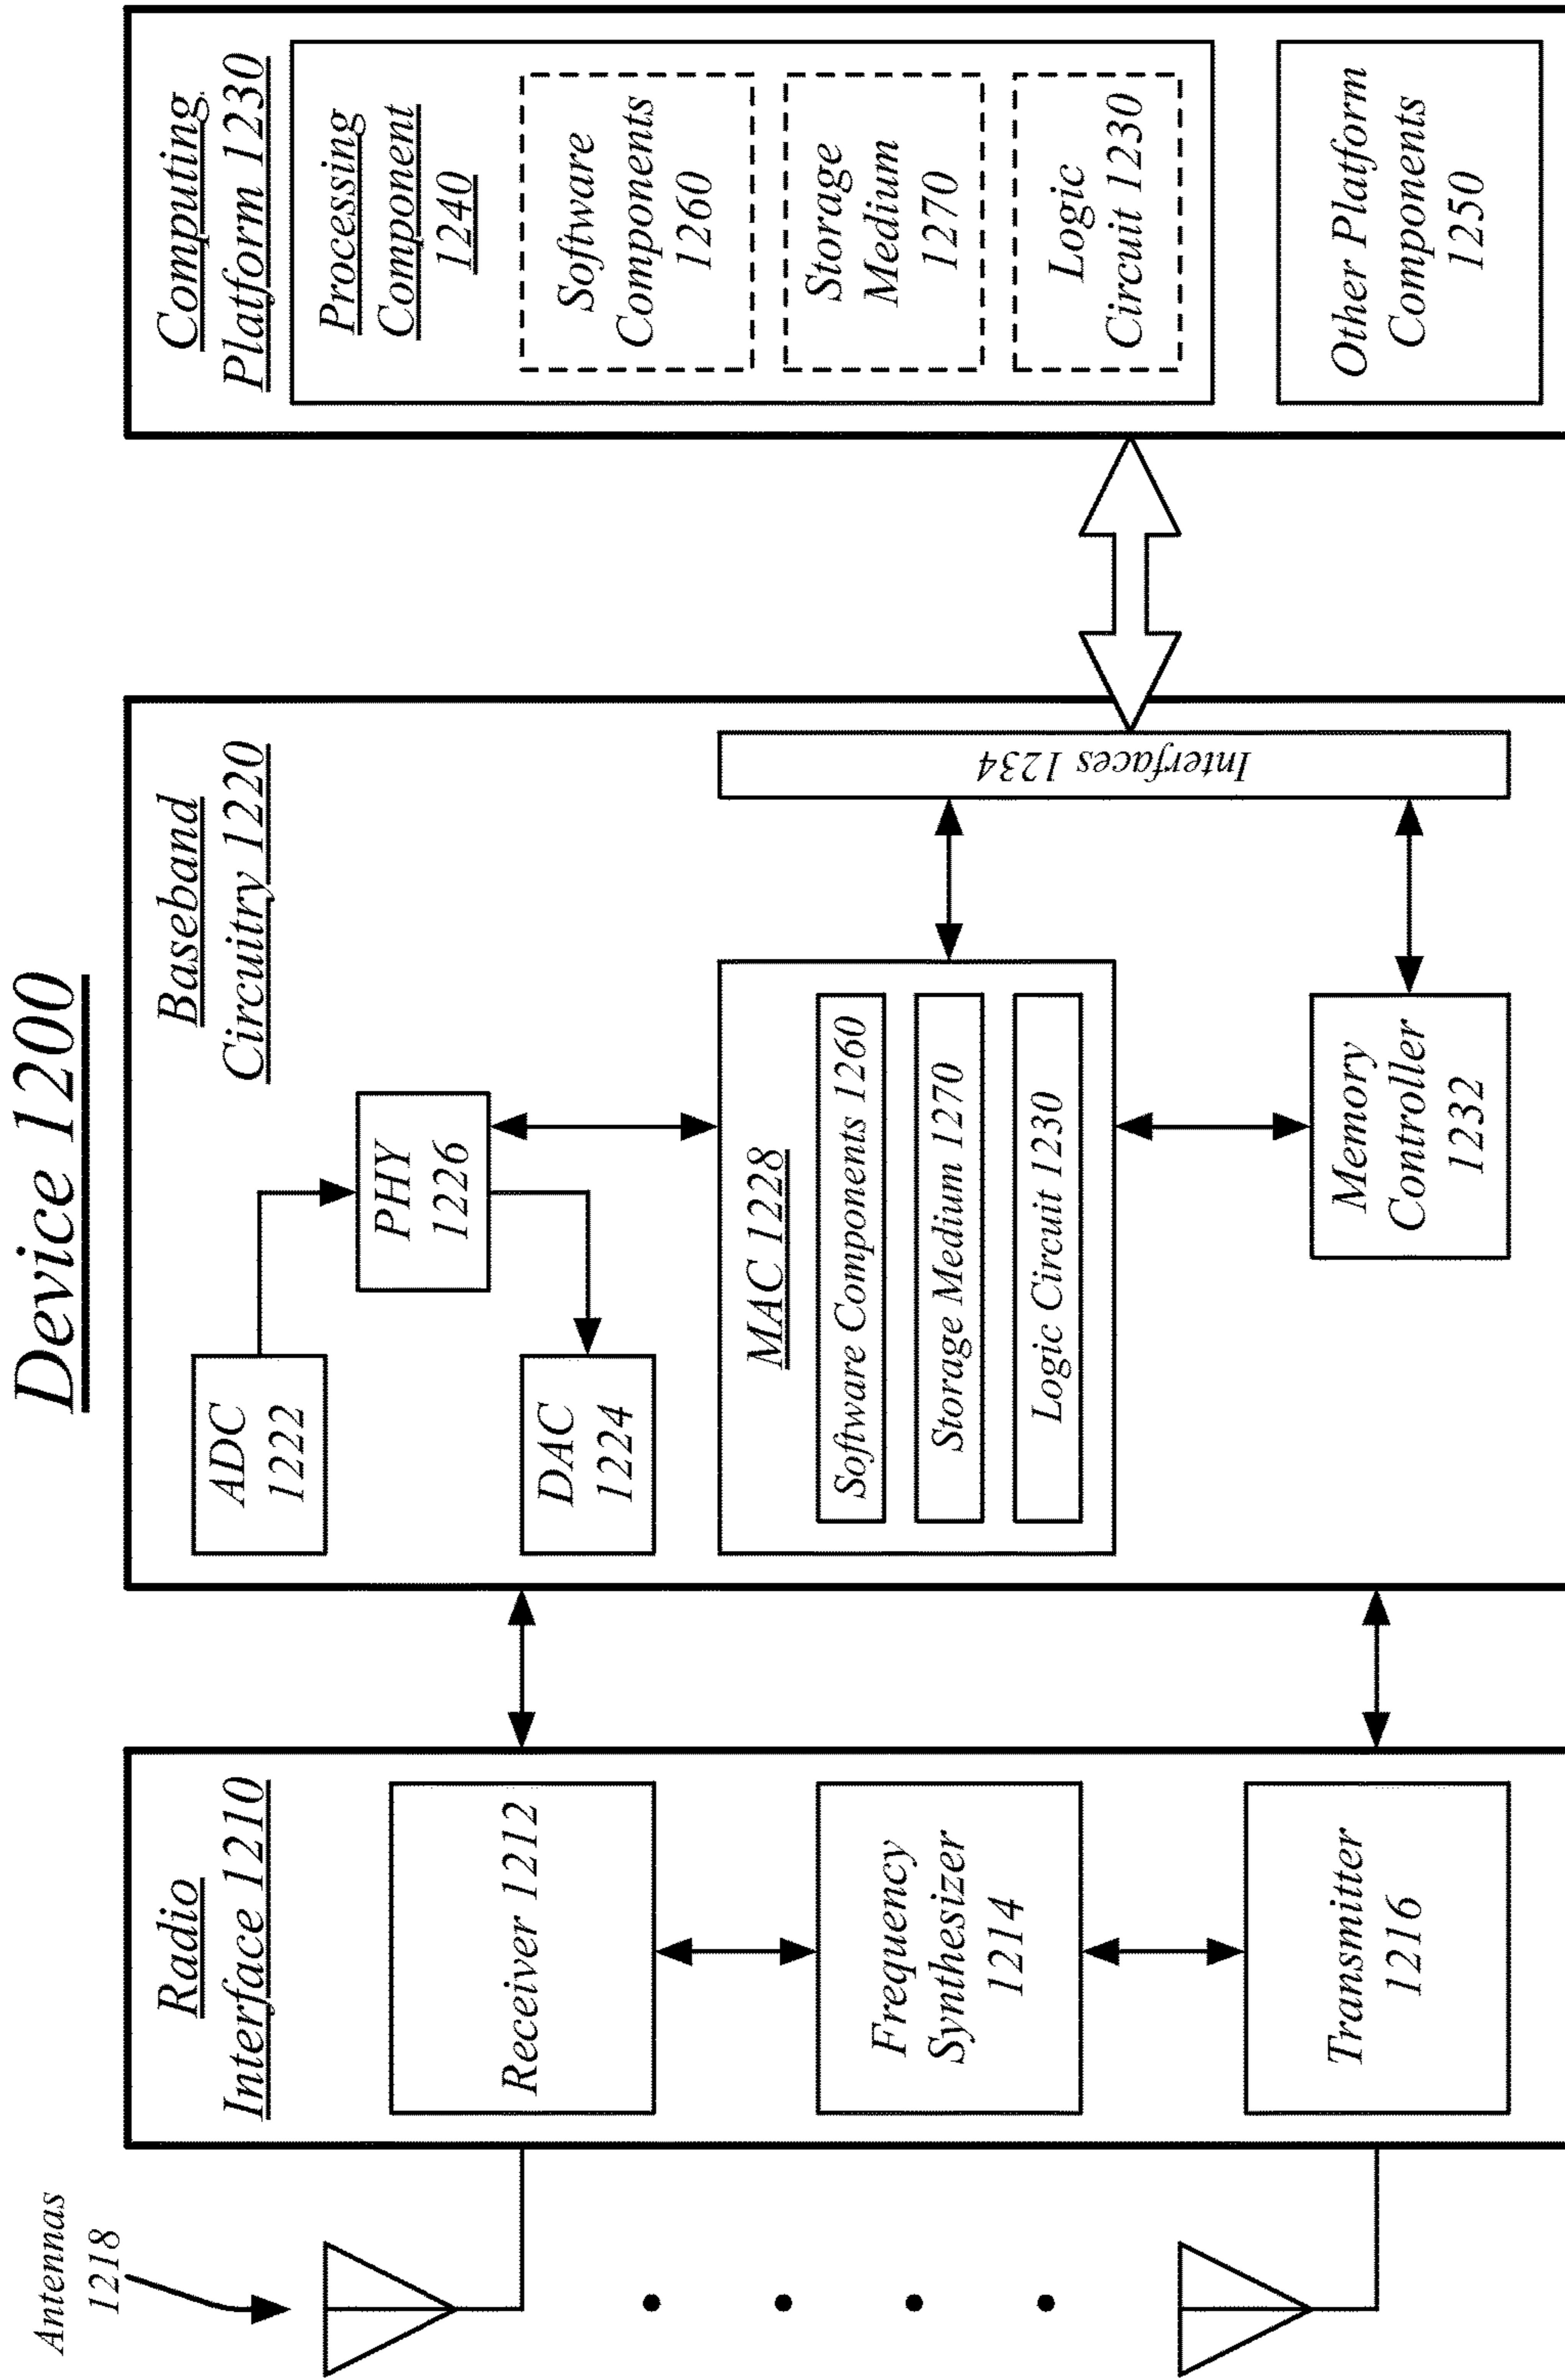 Device 1200
Antennas
1218
Radio
Interface 1210
Receiver 1212
Frequency
Synthesizer
1214
Transmitter
1216
Baseband
Circuitry 1220
ADC
1222
PHY
1226
DAC
1224
MAC 1228
Software Components 1260
Storage Medium 1270
Logic Circuit 1230
Memory
Controller
1232
Interfaces 1234
Computing
Platform 1230
Processing
Component
1240
Software
Components
1260
Storage
Medium
1270
Logic
Circuit 1230
Other Platform
Components
1250